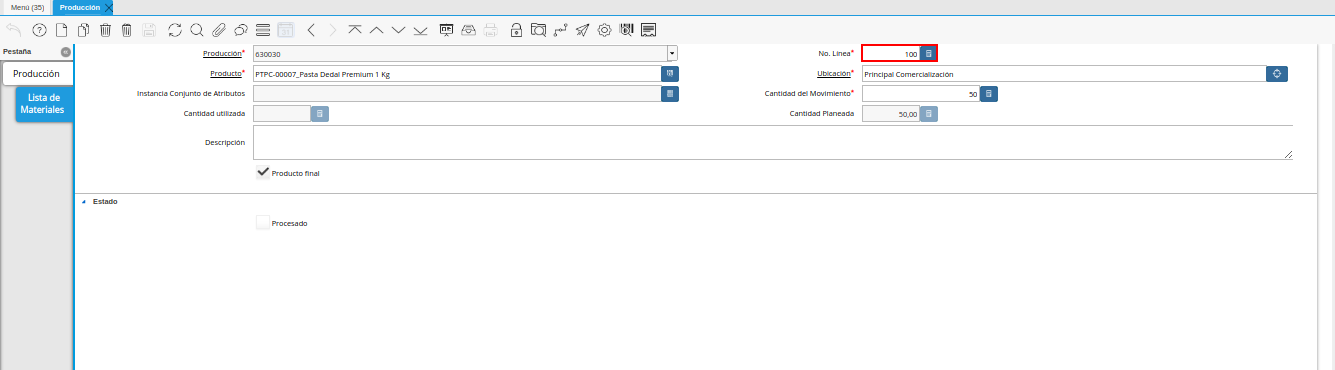 Menú (35) Producción
Pestaña
Producción
Lista de
Materiales
Producción* 630030 No. Línea* 100
Producto* PTPC-00007_Pasta Dedal Premium 1 Kg Ubicación* Principal Comercialización
Instancia Conjunto de Atributos Cantidad del Movimiento* 50
Cantidad utilizada Cantidad Planeada 50,00
Descripción
Producto final
Estado
Procesado